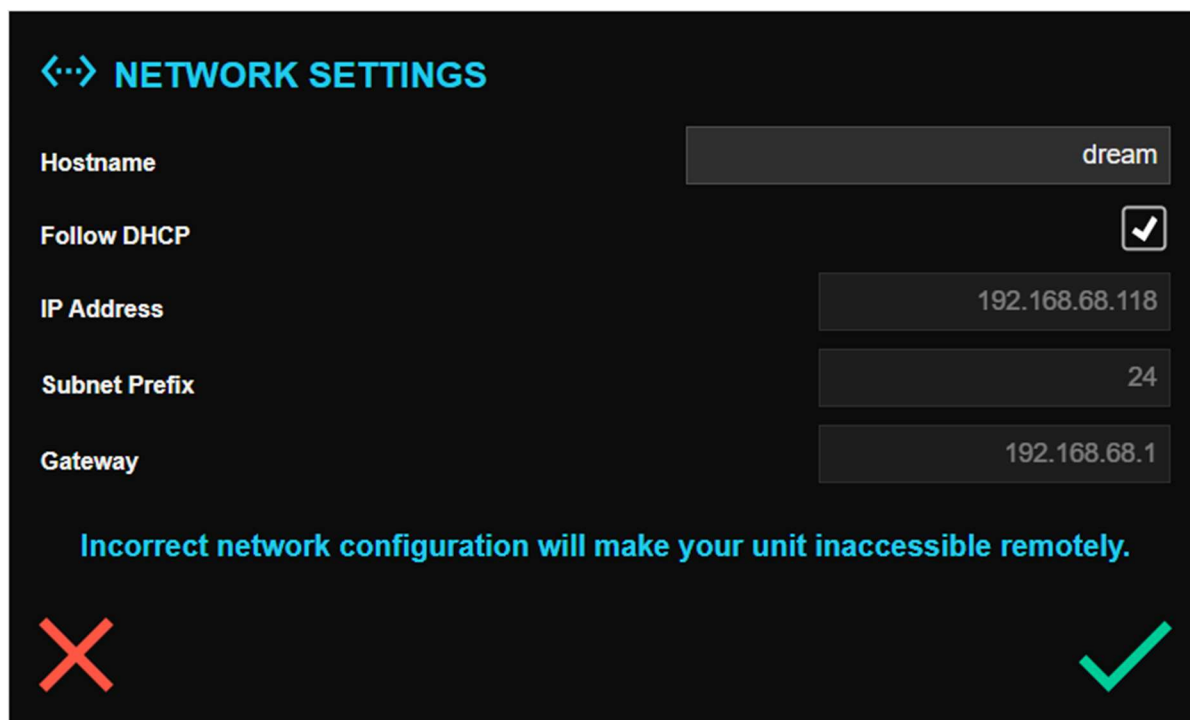 NETWORK SETTINGS
Hostname dream
Follow DHCP
IP Address 192.168.68.118
Subnet Prefix 24
Gateway 192.168.68.1
Incorrect network configuration will make your unit inaccessible remotely.